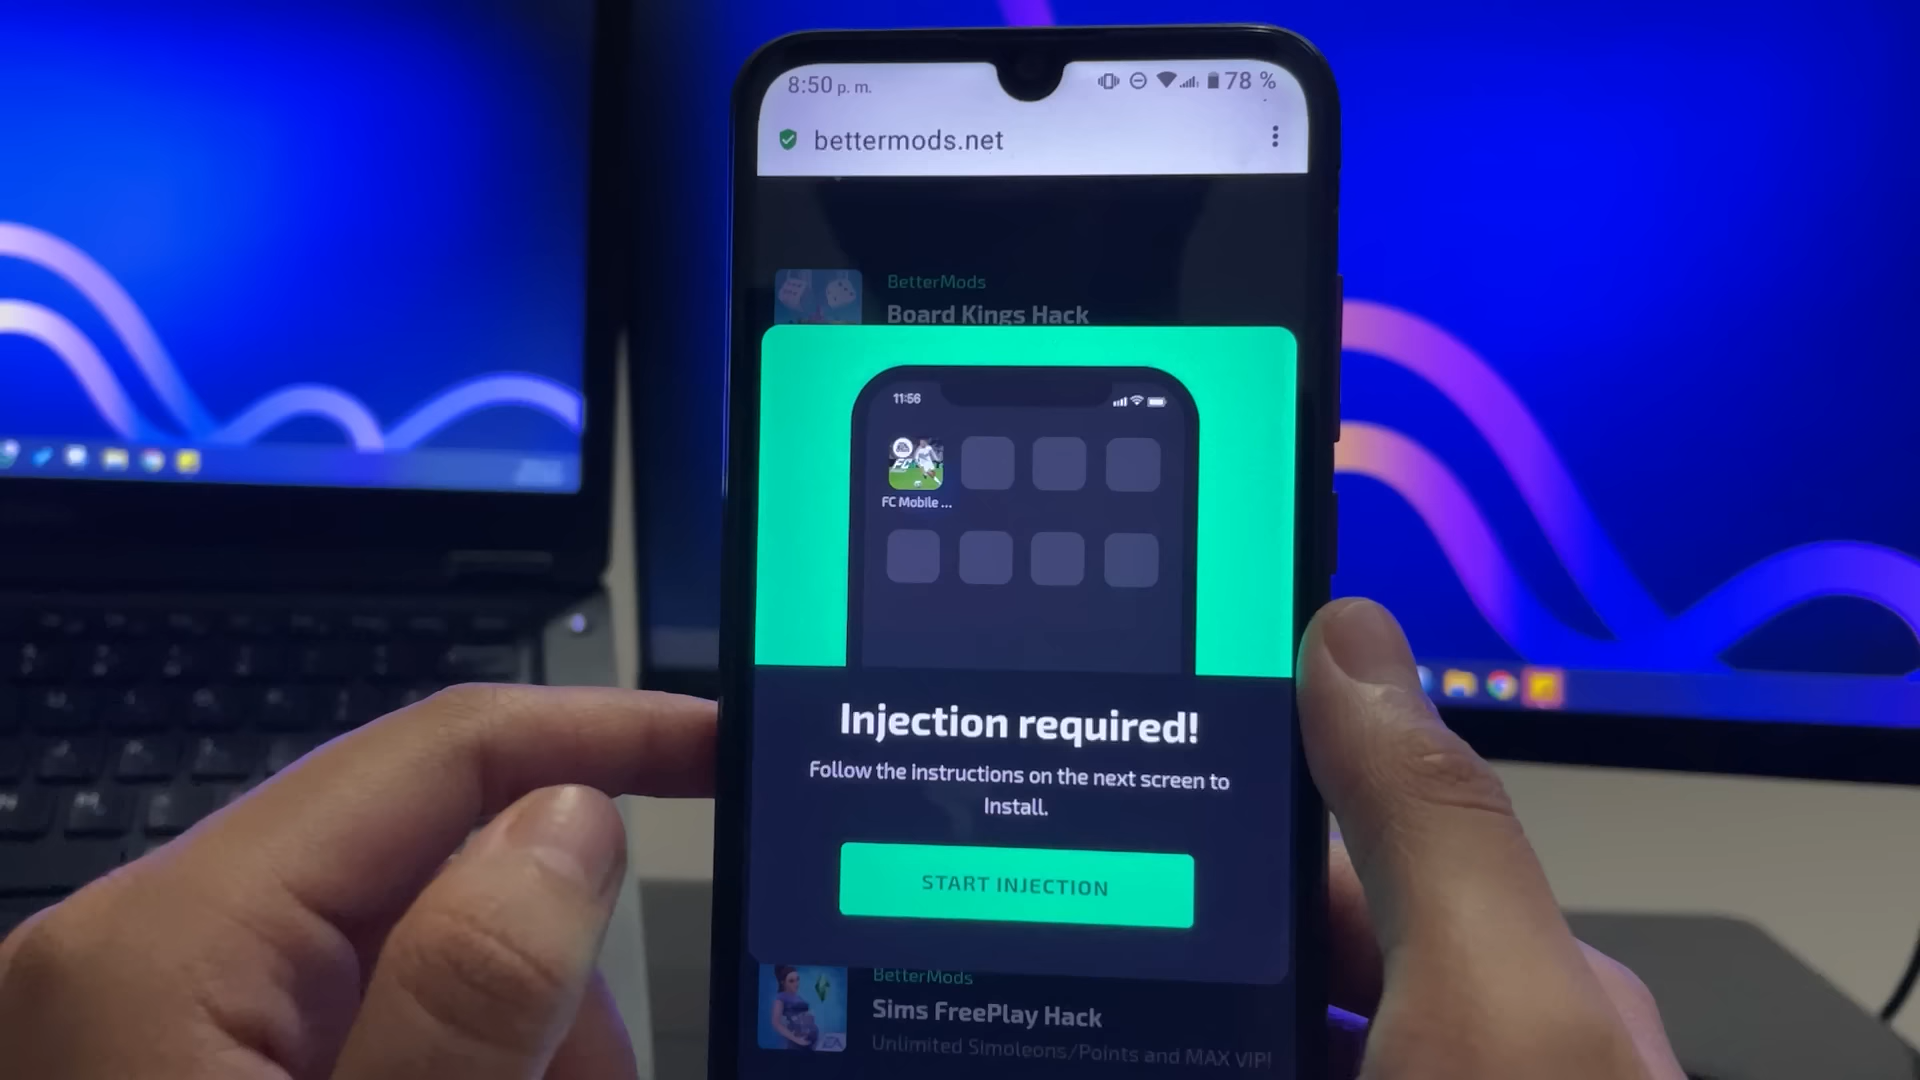 8:50 p. m.
78 %
bettermods.net
BetterMods
Board Kings Hack
11:56
FC
FC Mobile ...
Injection required!
Follow the instructions on the next screen to
Install.
START INJECTION
BetterMods
Sims FreePlay Hack
Unlimited Simoleons/Points and MAX VIP!